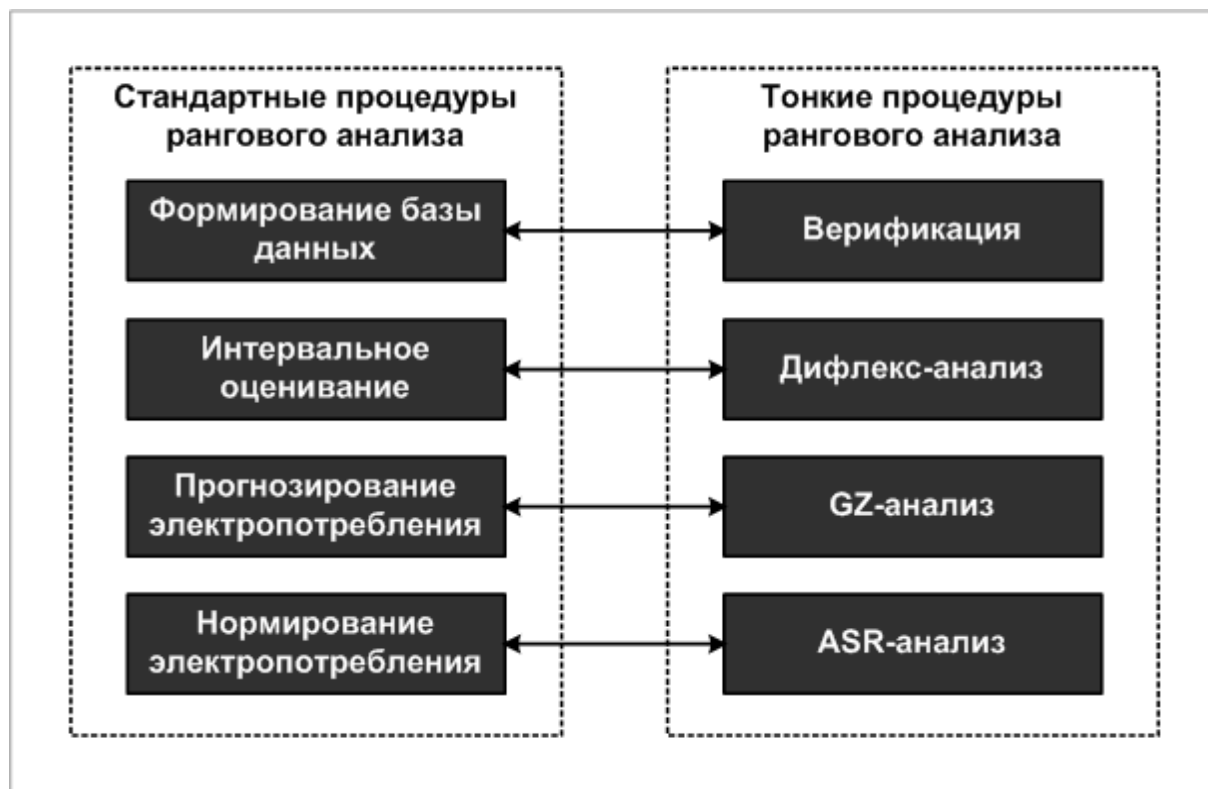 Стандартные процедуры
рангового анализа
Формирование базы
данных
Интервальное
оценивание
Прогнозирование
электропотребления
Нормирование
электропотребления
Тонкие процедуры
рангового анализа
Верификация
Дифлекс-анализ
GZ-анализ
ASR-анализ